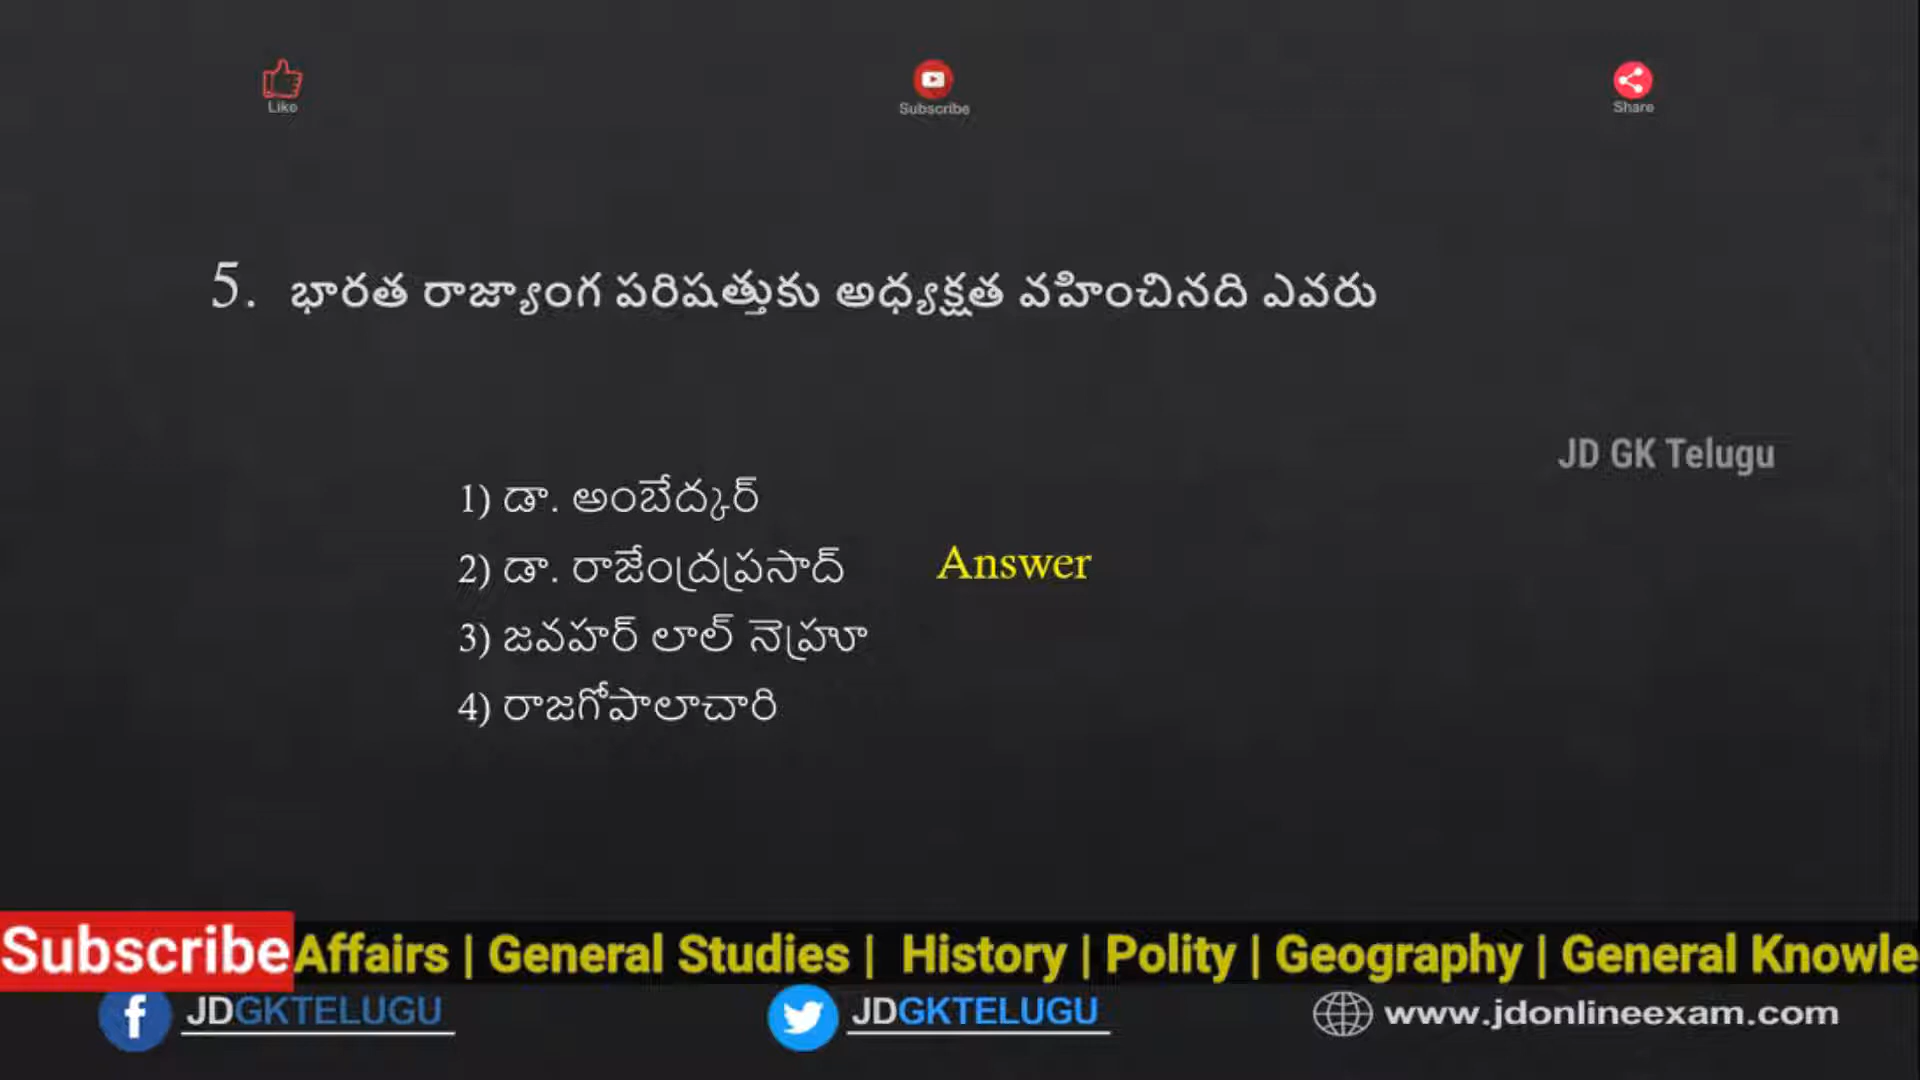 Like
Subscribe
Share
5. భారత రాజ్యాంగ పరిషత్తుకు అధ్యక్షత వహించినది ఎవరు
JD GK Telugu
1) డా. అంబేద్కర్
2) డా. రాజేంద్రప్రసాద్ Answer
3) జవహర్ లాల్ నెహ్రూ
4) రాజగోపాలాచారి
Subscribe Affairs | General Studies | History | Polity | Geography | General Knowle
JDGKTELUGU JDGKTELUGU www.jdonlineexam.com